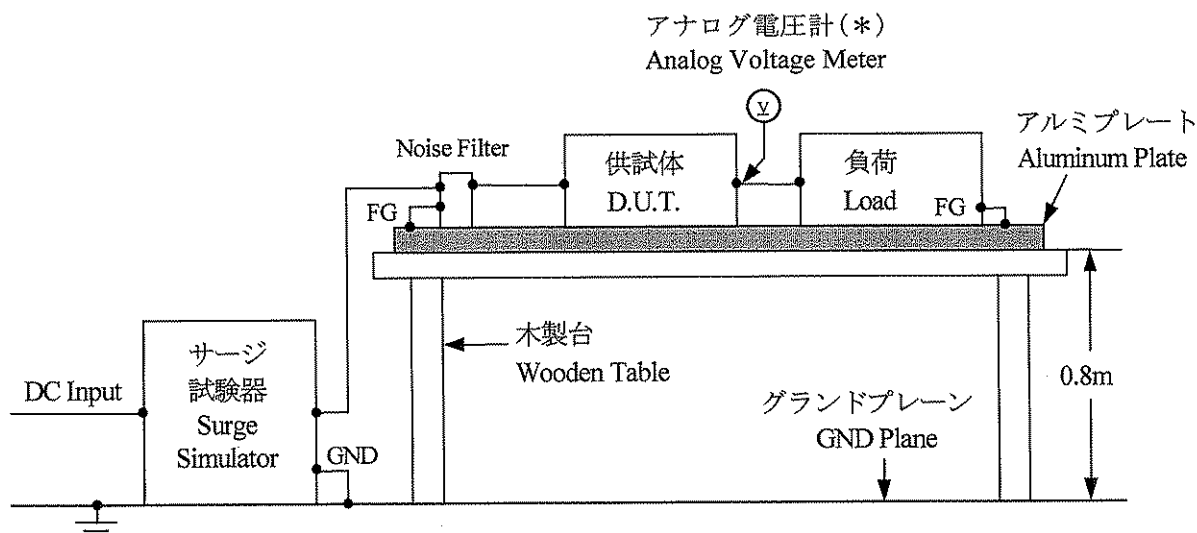 アナログ電圧計(*)
Analog Voltage Meter
V
アルミプレート
Aluminum Plate
Noise Filter
供試体
D.U.T.
負荷
Load
FG
FG
サージ
試験器
Surge
Simulator
DC Input
GND
木製台
Wooden Table
グランドプレーン
GND Plane
0.8m